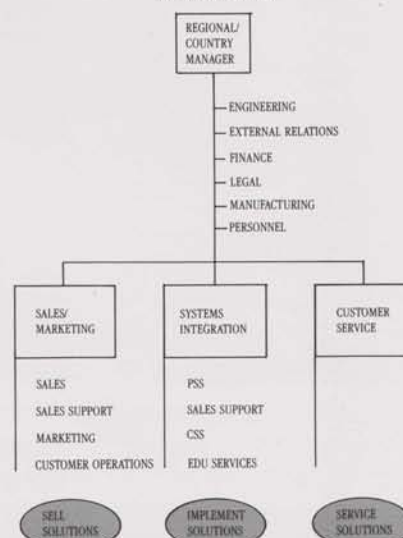 REGIONAL/
COUNTRY
MANAGER
ENGINEERING
EXTERNAL RELATIONS
FINANCE
LEGAL
MANUFACTURING
PERSONNEL
SALES/
MARKETING
SYSTEMS
INTEGRATION
CUSTOMER
SERVICE
SALES
SALES SUPPORT
MARKETING
CUSTOMER OPERATIONS
PSS
SALES SUPPORT
CSS
EDU SERVICES
SELL
SOLUTIONS
IMPLEMENT
SOLUTIONS
SERVICE
SOLUTIONS